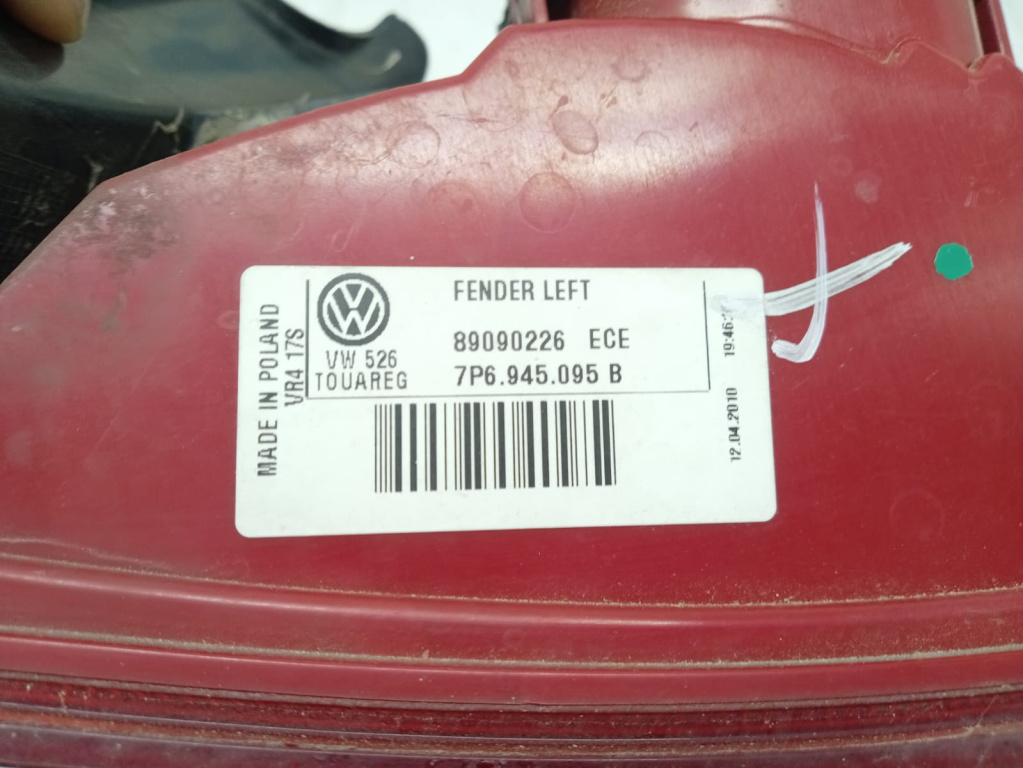 FENDER LEFT
89090226 ECE
7P6.945.095 B
VW 526
TOUAREG
MADE IN POLAND
VR4 17S
12.04.2010